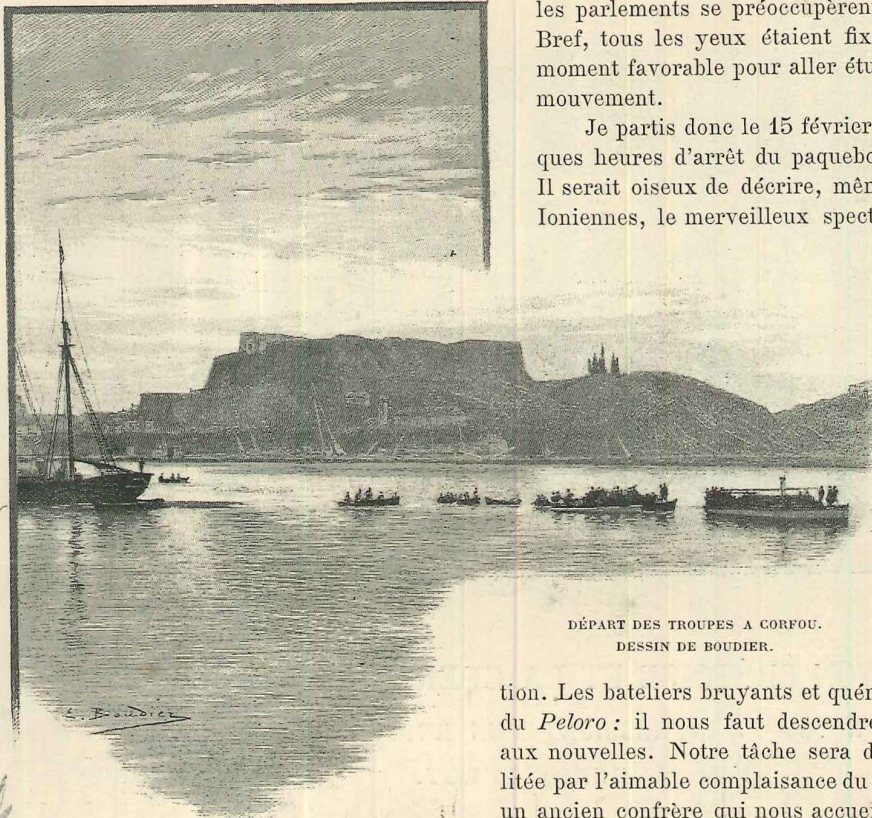 les parlements se préoccupèren
Bref, tous les yeux étaient fix
moment favorable pour aller étu
mouvement.
Je partis donc le 15 février
ques heures d'arrêt du paquebo
Il serait oiseux de décrire, mêm
Ioniennes, le merveilleux spect
DÉPART DES TROUPES A CORFOU.
DESSIN DE BOUDIER.
E. Boudier
tion. Les bateliers bruyants et quér
du Peloro : il nous faut descendre
aux nouvelles. Notre tâche sera d
litée par l'aimable complaisance du
un ancien confrère qui nous accuei